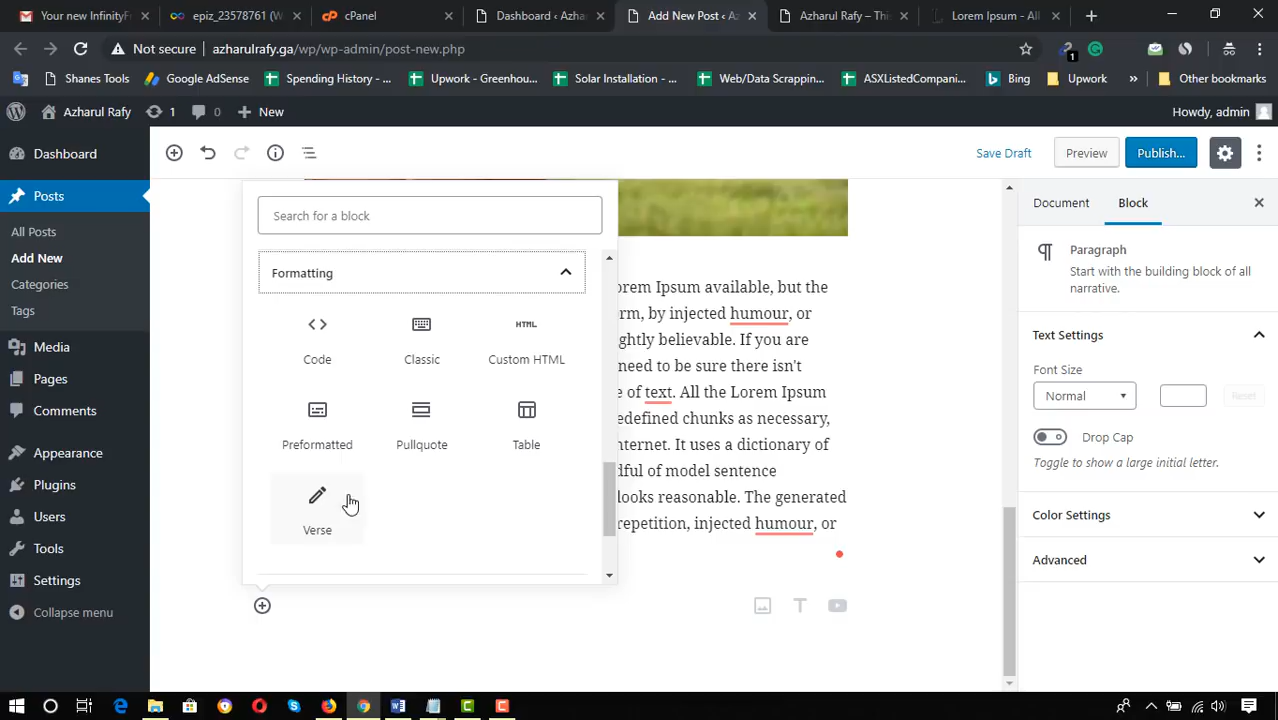 Your new InfinityF
epiz_23578761 (W
cPanel
Dashboard ‹ Azha
Add New Post ‹ A
Azharul Rafy – Thi
Lorem Ipsum - All
Not secure azharulrafy.ga/wp/wp-admin/post-new.php
1
Shanes Tools
Google AdSense
Spending History - ...
Upwork - Greenhou...
Solar Installation - ...
Web/Data Scrappin...
ASXListedCompani...
Bing
Upwork
»
Other bookmarks
Azharul Rafy
1
0
New
Howdy, admin
Dashboard
Posts
All Posts
Add New
Categories
Tags
Media
Pages
Comments
Appearance
Plugins
Users
Tools
Settings
Collapse menu
Save Draft
Preview
Publish...
Search for a block
Formatting
Code
Classic
HTML
Custom HTML
Preformatted
Pullquote
Table
Verse
orem Ipsum available, but the
rm, by injected humour, or
ghtly believable. If you are
need to be sure there isn't
e of text. All the Lorem Ipsum
edefined chunks as necessary,
nternet. It uses a dictionary of
dful of model sentence
looks reasonable. The generated
repetition, injected humour, or
Document
Block
Paragraph
Start with the building block of all
narrative.
Text Settings
Font Size
Normal
Reset
Drop Cap
Toggle to show a large initial letter.
Color Settings
Advanced